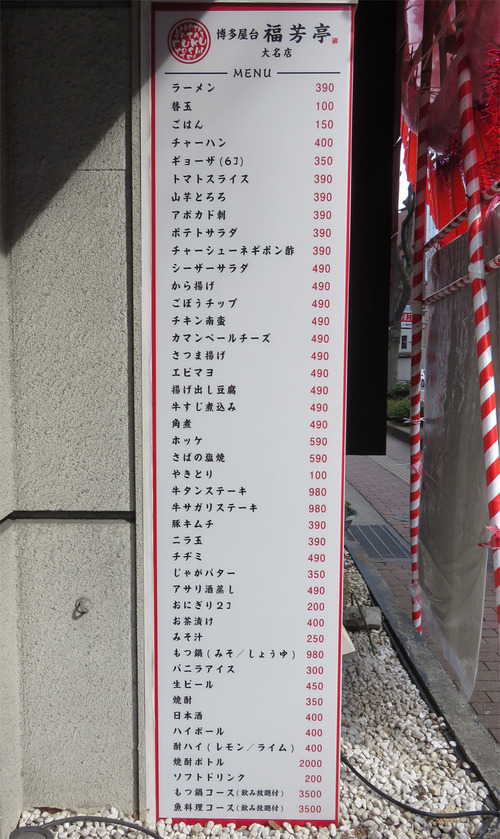 博多屋台 福芳亭
大名店
MENU
ラーメン 390
替玉 100
ごはん 150
チャーハン 400
ギョーザ(6コ) 350
トマトスライス 390
山芋とろろ 390
アボカド刺 390
ポテトサラダ 390
チャーシューネギポン酢 390
シーザーサラダ 490
から揚げ 490
ごぼうチップ 490
チキン南蛮 490
カマンベールチーズ 490
さつま揚げ 490
エビマヨ 490
揚げ出し豆腐 490
牛すじ煮込み 490
角煮 490
ホッケ 590
さばの塩焼 590
やきとり 100
牛タンステーキ 980
牛サガリステーキ 980
豚キムチ 390
ニラ玉 390
チヂミ 490
じゃがバター 350
アサリ酒蒸し 490
おにぎり2コ 200
お茶漬け 400
みそ汁 250
もつ鍋(みそ/しょうゆ) 980
バニラアイス 300
生ビール 450
焼酎 350
日本酒 400
ハイボール 400
酎ハイ(レモン/ライム) 400
焼酎ボトル 2000
ソフトドリンク 200
もつ鍋コース(飲み放題付) 3500
魚料理コース(飲み放題付) 3500